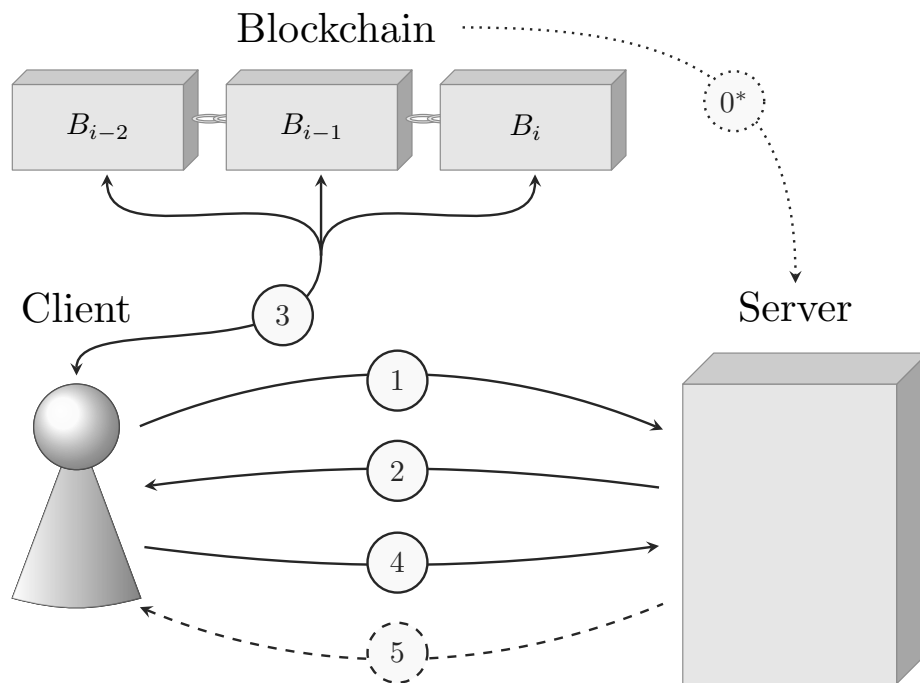 Blockchain
0*
B_{i−2}
B_{i−1}
B_i
Client
3
Server
1
2
4
5